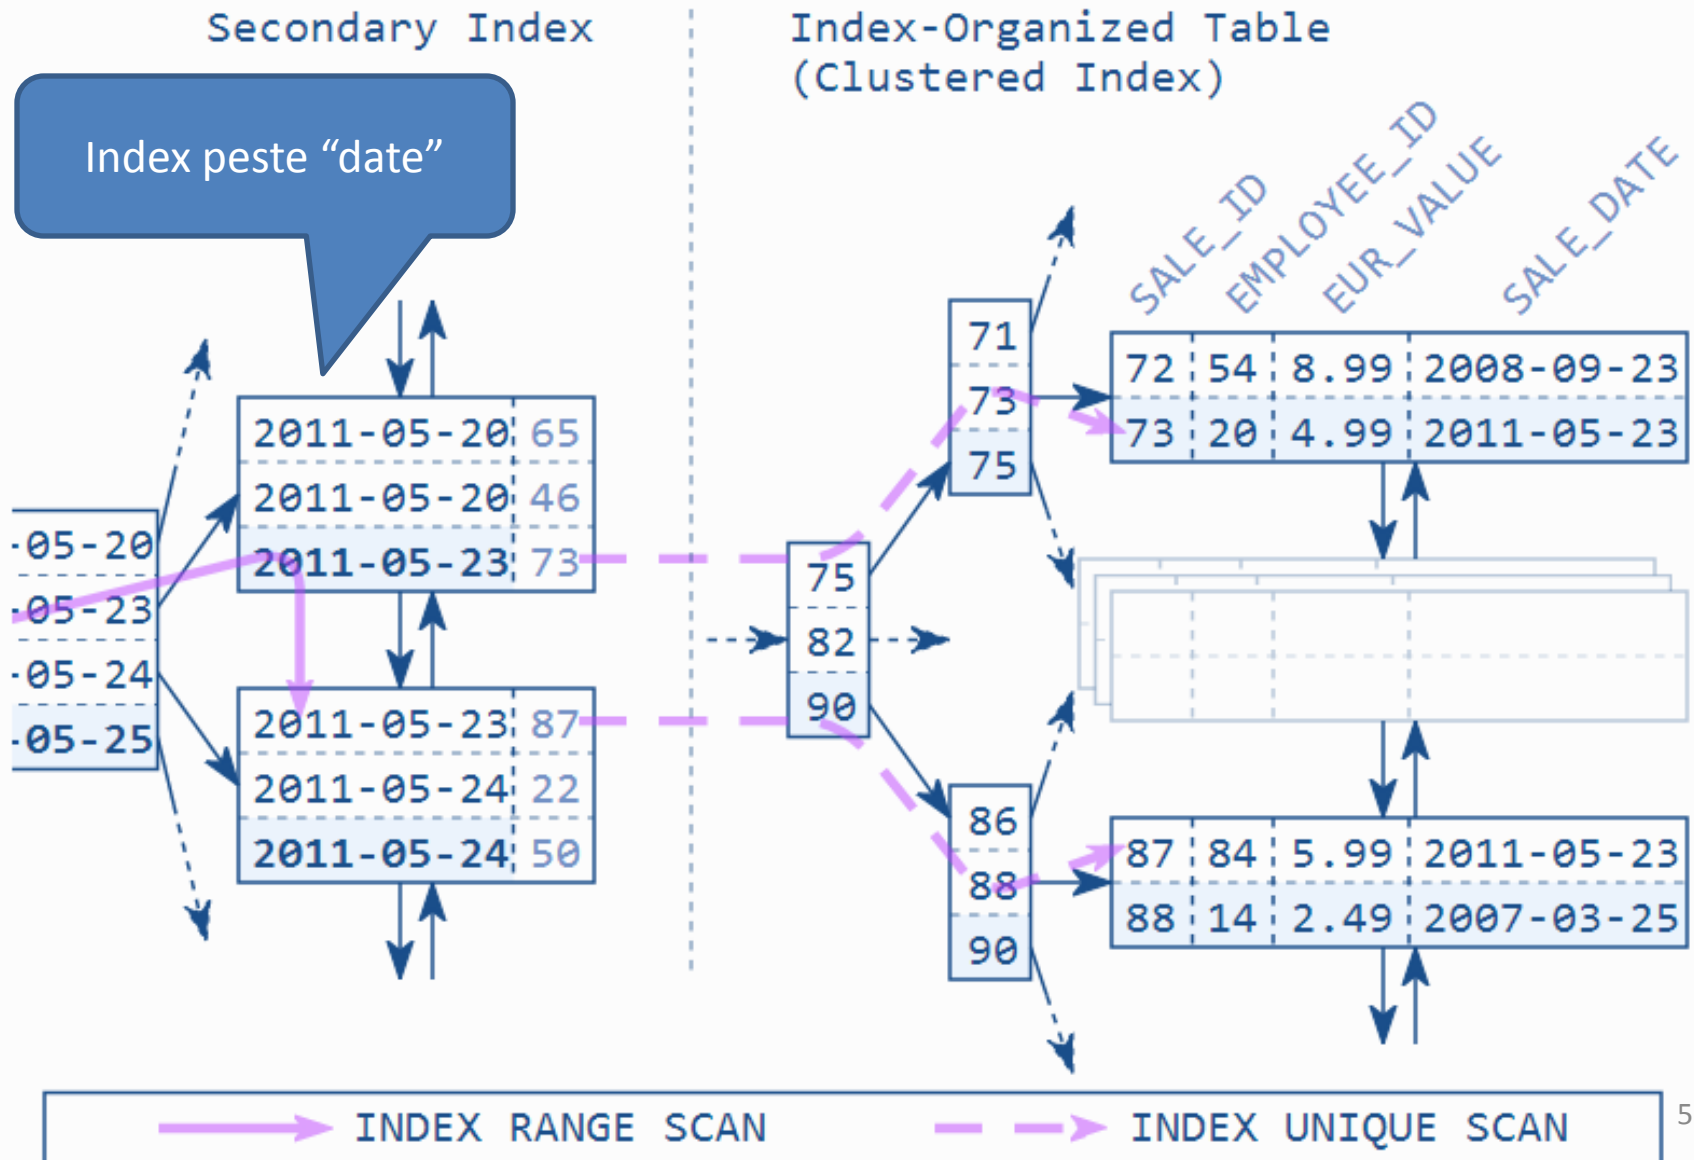 Secondary Index
Index-Organized Table
(Clustered Index)
Index peste “date”
SALE_ID
EMPLOYEE_ID
EUR_VALUE
SALE_DATE
-05-20
-05-23
-05-24
-05-25
2011-05-20 65
2011-05-20 46
2011-05-23 73
2011-05-23 87
2011-05-24 22
2011-05-24 50
75
82
90
71
73
75
86
88
90
72 54 8.99 2008-09-23
73 20 4.99 2011-05-23
87 84 5.99 2011-05-23
88 14 2.49 2007-03-25
INDEX RANGE SCAN
INDEX UNIQUE SCAN
5